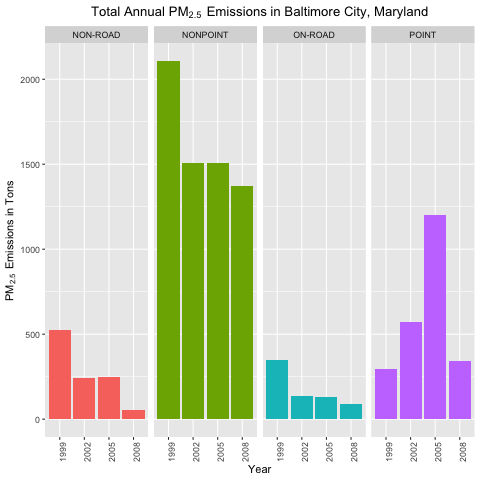 Total Annual PM2.5 Emissions in Baltimore City, Maryland
NON-ROAD NONPOINT ON-ROAD POINT
2000
1500
1000
500
0
PM2.5 Emissions in Tons
1999 2002 2005 2008 1999 2002 2005 2008 1999 2002 2005 2008 1999 2002 2005 2008
Year